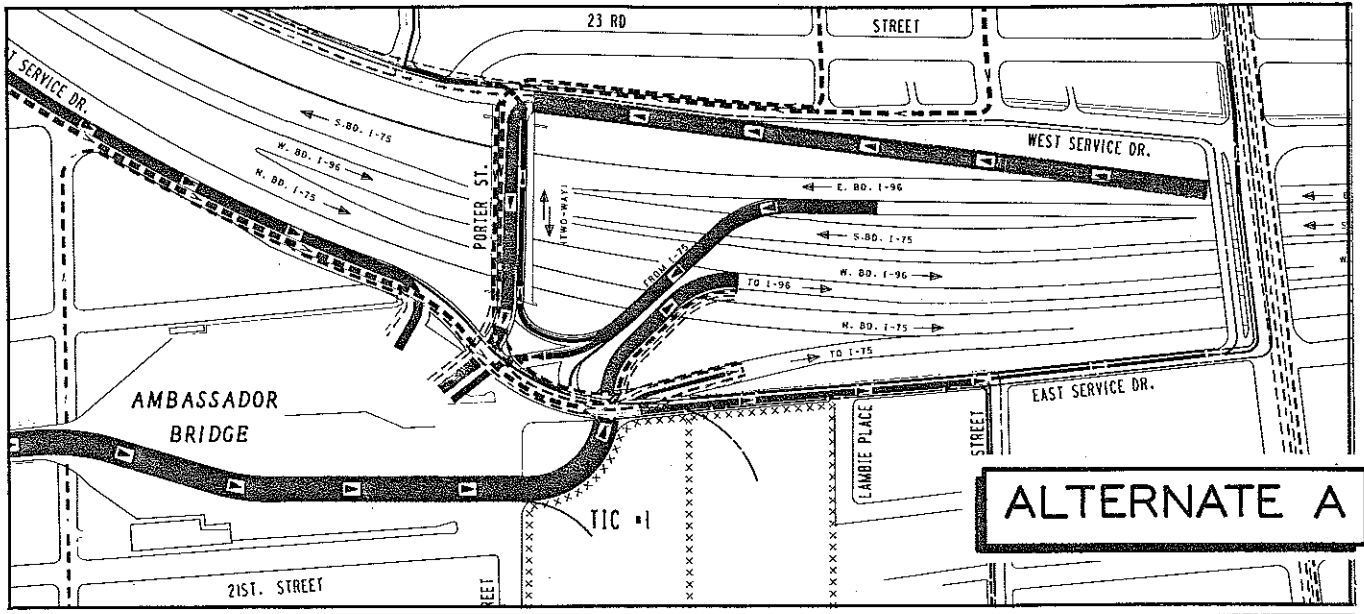 23 RD
STREET
T SERVICE DR.
S.BD. I-75
W. BD. I-96
N. BD. I-75
PORTER ST.
(TWO-WAY)
WEST SERVICE DR.
E. BD. I-96
S.BD. I-75
FROM I-75
W. BD. I-96
TO I-96
N. BD. I-75
TO I-75
EAST SERVICE DR.
AMBASSADOR
BRIDGE
LAMBIE PLACE
STREET
TIC #1
21ST. STREET
REET
ALTERNATE A